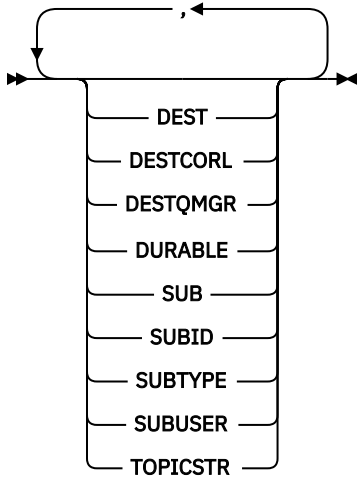 ,
DEST
DESTCORL
DESTQMGR
DURABLE
SUB
SUBID
SUBTYPE
SUBUSER
TOPICSTR